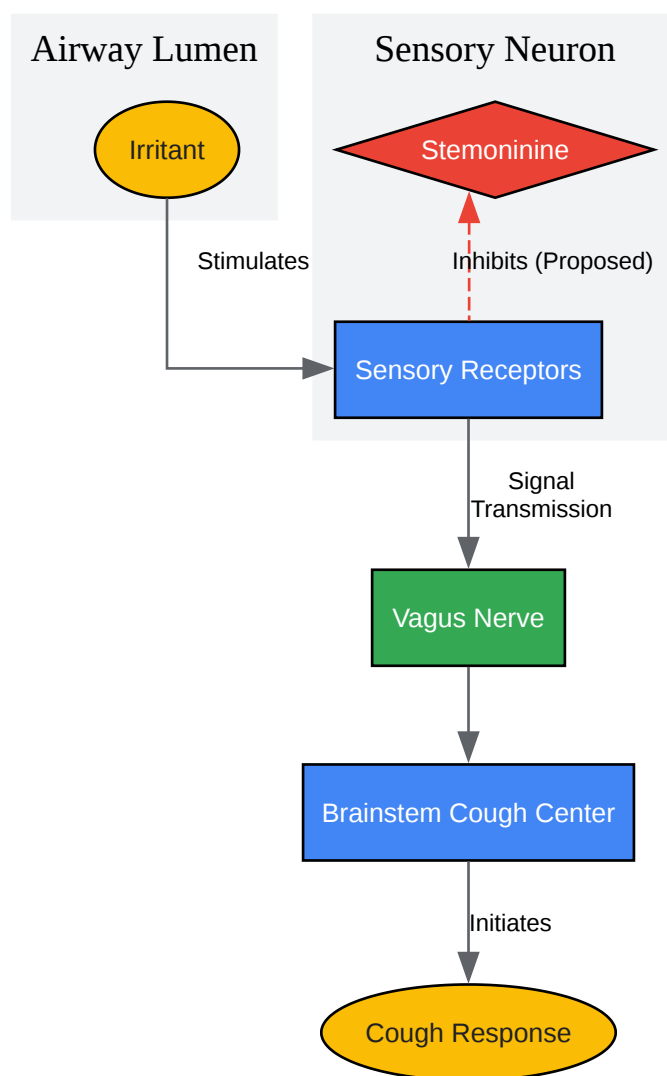 Airway Lumen
Sensory Neuron
Irritant
Stemoninine
Stimulates
Inhibits (Proposed)
Sensory Receptors
Signal
Transmission
Vagus Nerve
Brainstem Cough Center
Initiates
Cough Response